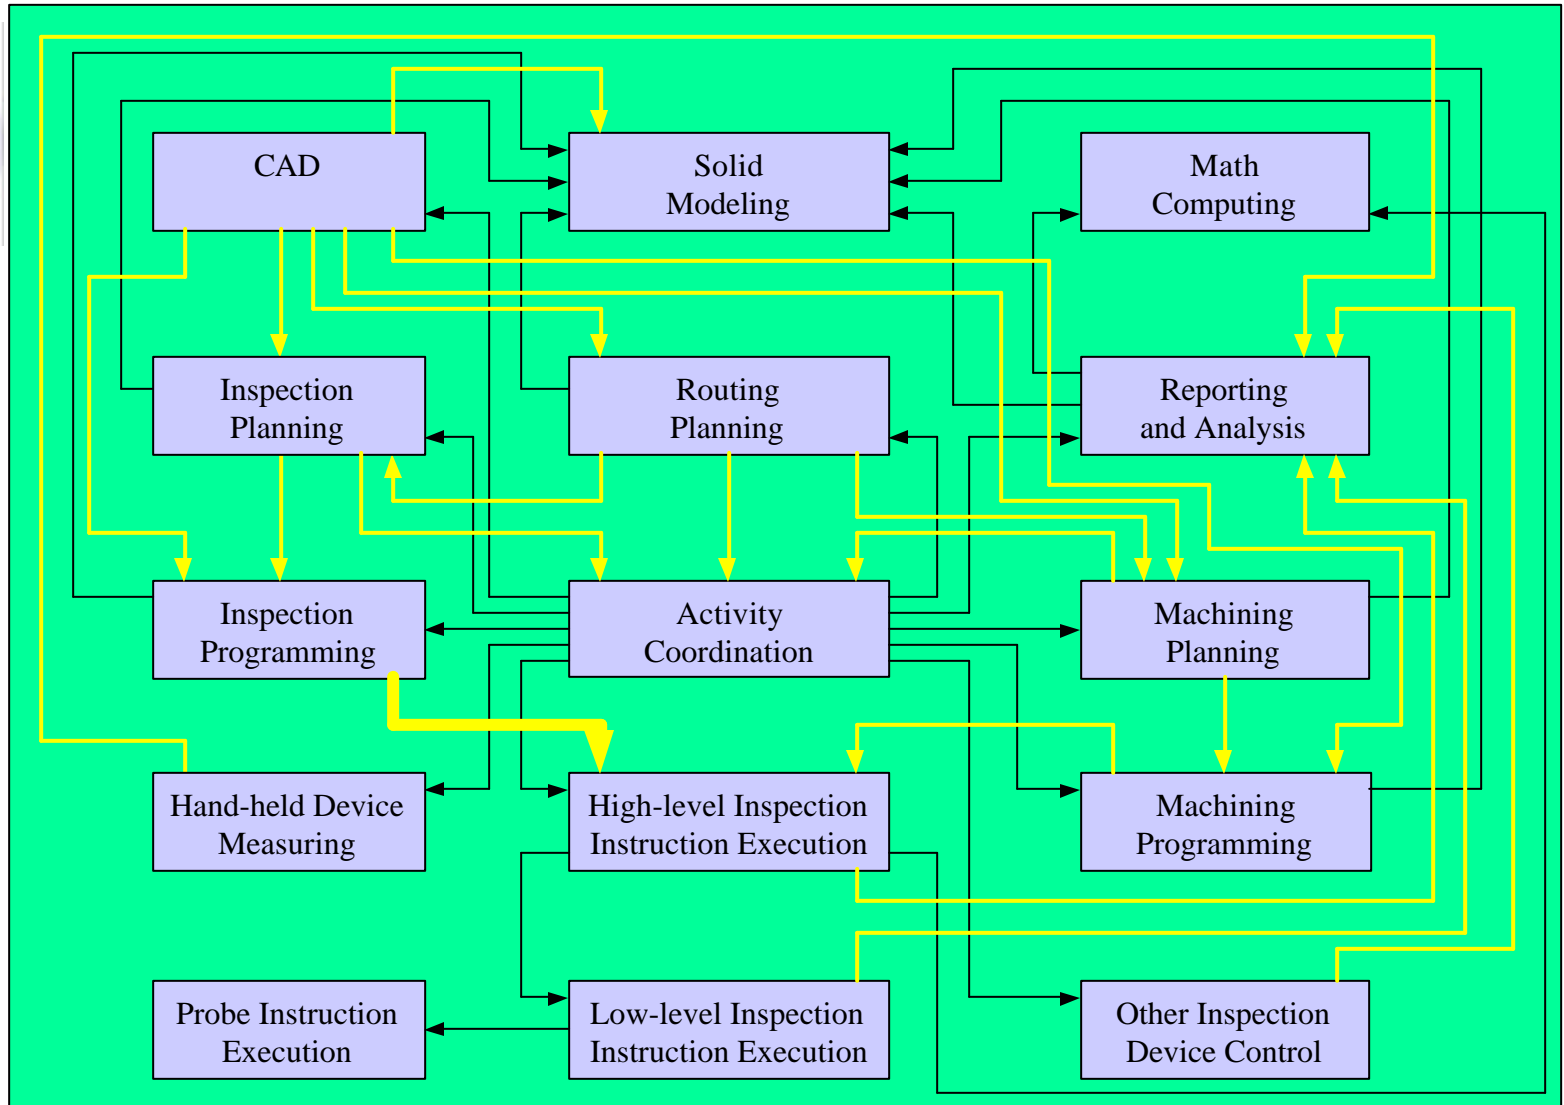 CAD
Solid
Modeling
Math
Computing
Inspection
Planning
Routing
Planning
Reporting
and Analysis
Inspection
Programming
Activity
Coordination
Machining
Planning
Hand-held Device
Measuring
High-level Inspection
Instruction Execution
Machining
Programming
Probe Instruction
Execution
Low-level Inspection
Instruction Execution
Other Inspection
Device Control